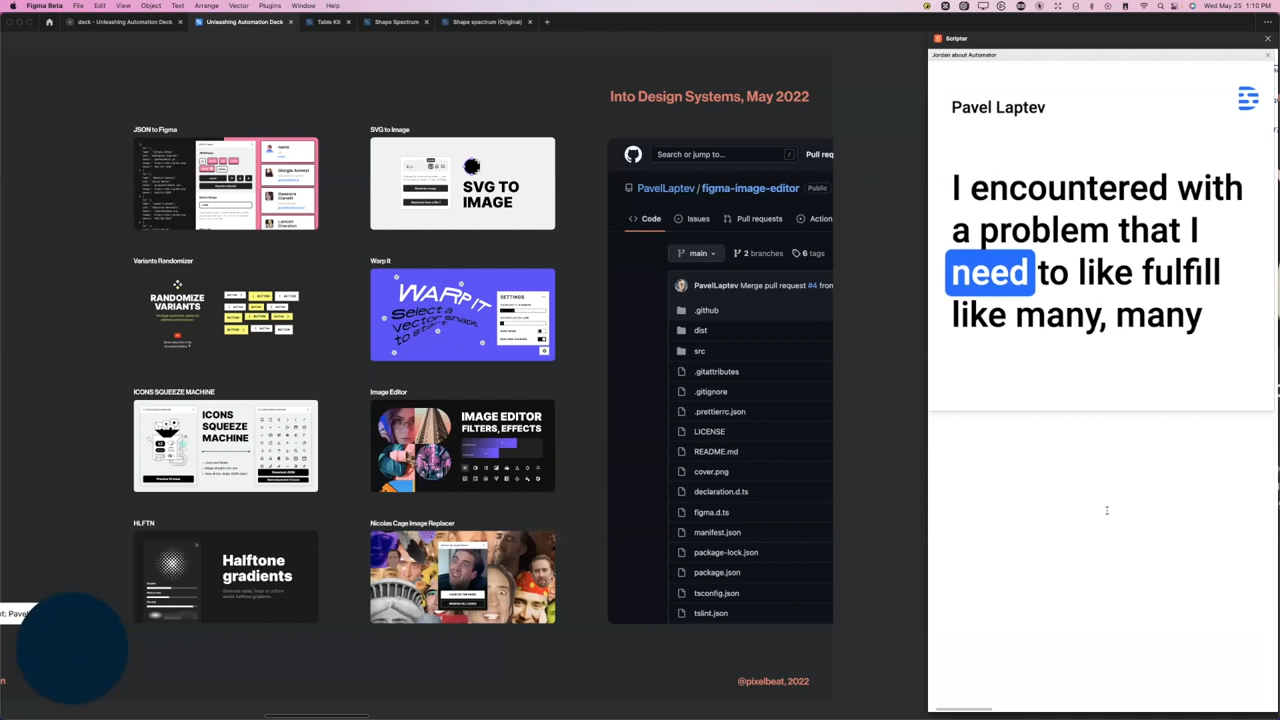 Figma Beta File Edit View Object Text Arrange Vector Plugins Window Help
Wed May 25 1:10 PM
deck - Unleashing Automation Deck
Unleashing Automation Deck
Table Kit
Shape Spectrum
Shape spectrum (Original)
Scripter
Jordan about Automator
Into Design Systems, May 2022
Pavel Laptev
I encountered with
a problem that I
need to like fulfill
like many, many
JSON to Figma
SVG to Image
SVG TO
IMAGE
Variants Randomizer
RANDOMIZE
VARIANTS
Warp It
WARP IT
Select a
vector shape
SETTINGS
ICONS SQUEEZE MACHINE
ICONS
SQUEEZE
MACHINE
Image Editor
IMAGE EDITOR
FILTERS, EFFECTS
HLFTN
Halftone
gradients
Nicolas Cage Image Replacer
Search or jump to...
Pull requ
/
image-editor
Public
Code
Issues
Pull requests
Action
main
2 branches
6 tags
PavelLaptev Merge pull request #4 from
.github
dist
src
.gitattributes
.gitignore
.prettierrc.json
LICENSE
README.md
cover.png
declaration.d.ts
figma.d.ts
manifest.json
package-lock.json
package.json
tsconfig.json
tslint.json
@pixelbeat, 2022